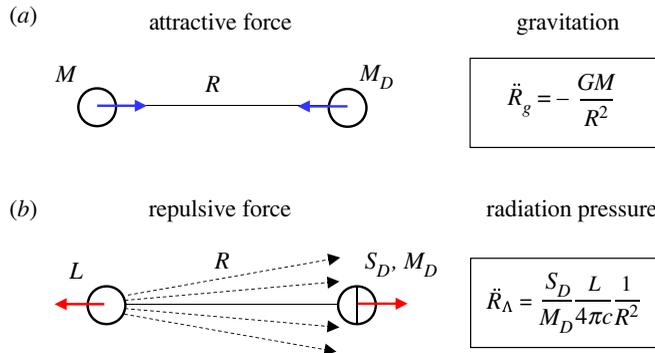 (a) attractive force gravitation
M R M_D
R̈_g = − GM / R²
(b) repulsive force radiation pressure
L R S_D, M_D
R̈_Λ = S_D / M_D L / 4πc 1 / R²